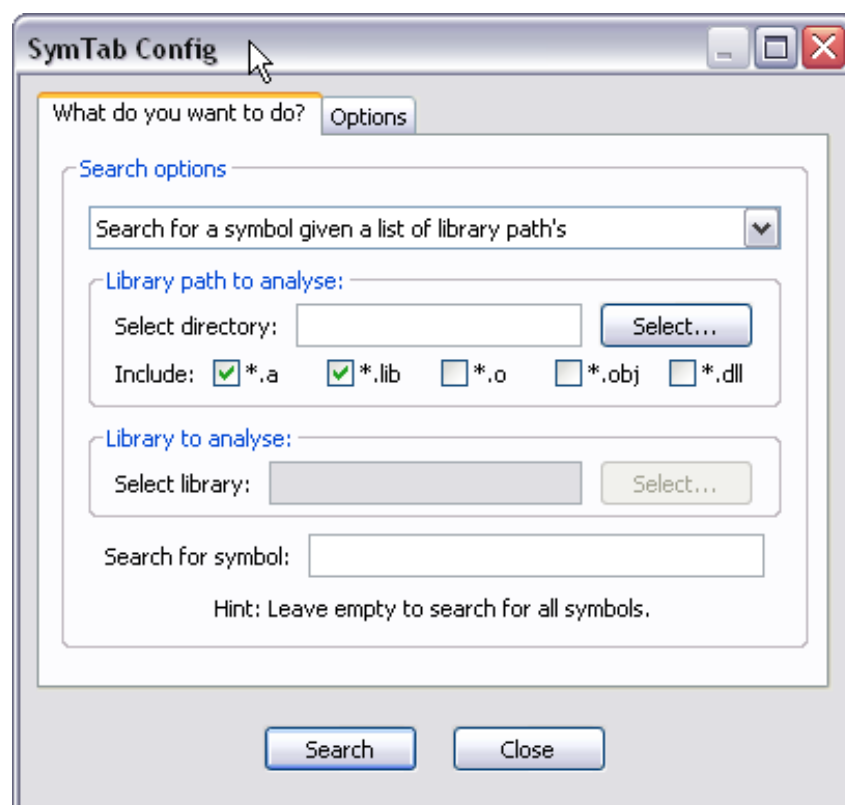 SymTab Config
What do you want to do? Options
Search options
Search for a symbol given a list of library path's
Library path to analyse:
Select directory: Select...
Include: *.a *.lib *.o *.obj *.dll
Library to analyse:
Select library: Select...
Search for symbol:
Hint: Leave empty to search for all symbols.
Search Close